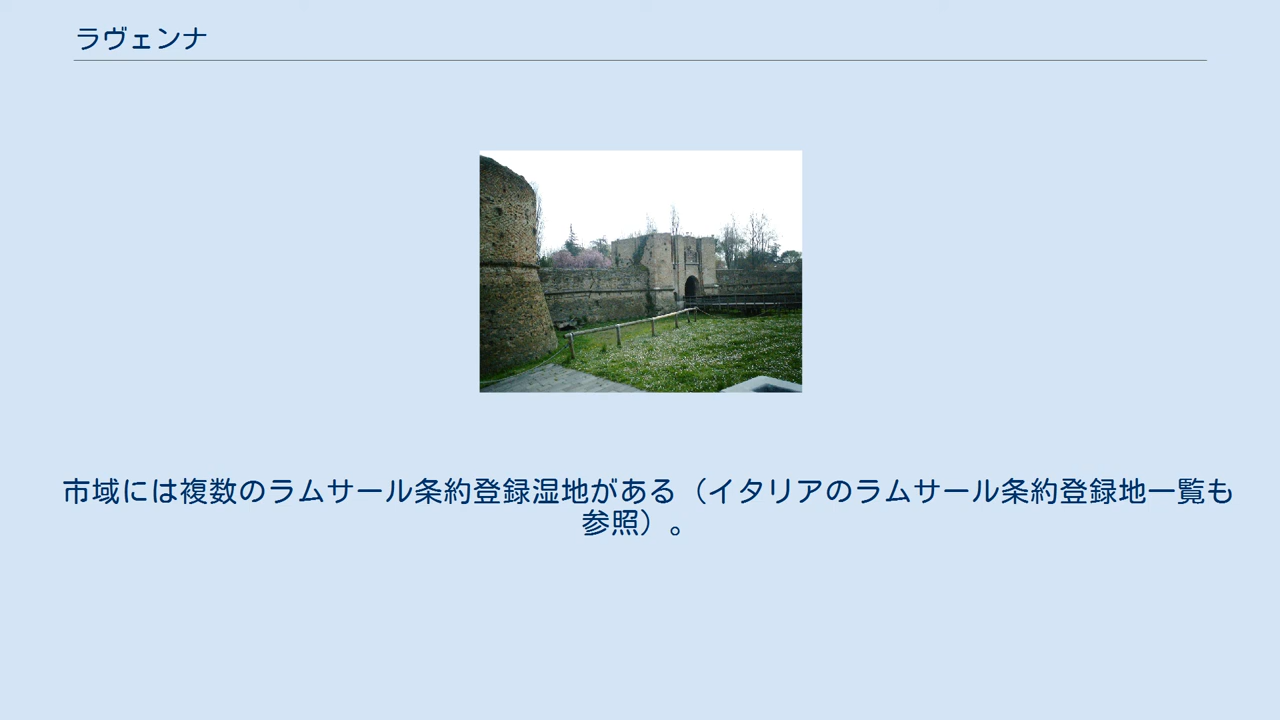 ラヴェンナ
市域には複数のラムサール条約登録湿地がある（イタリアのラムサール条約登録地一覧も
参照）。